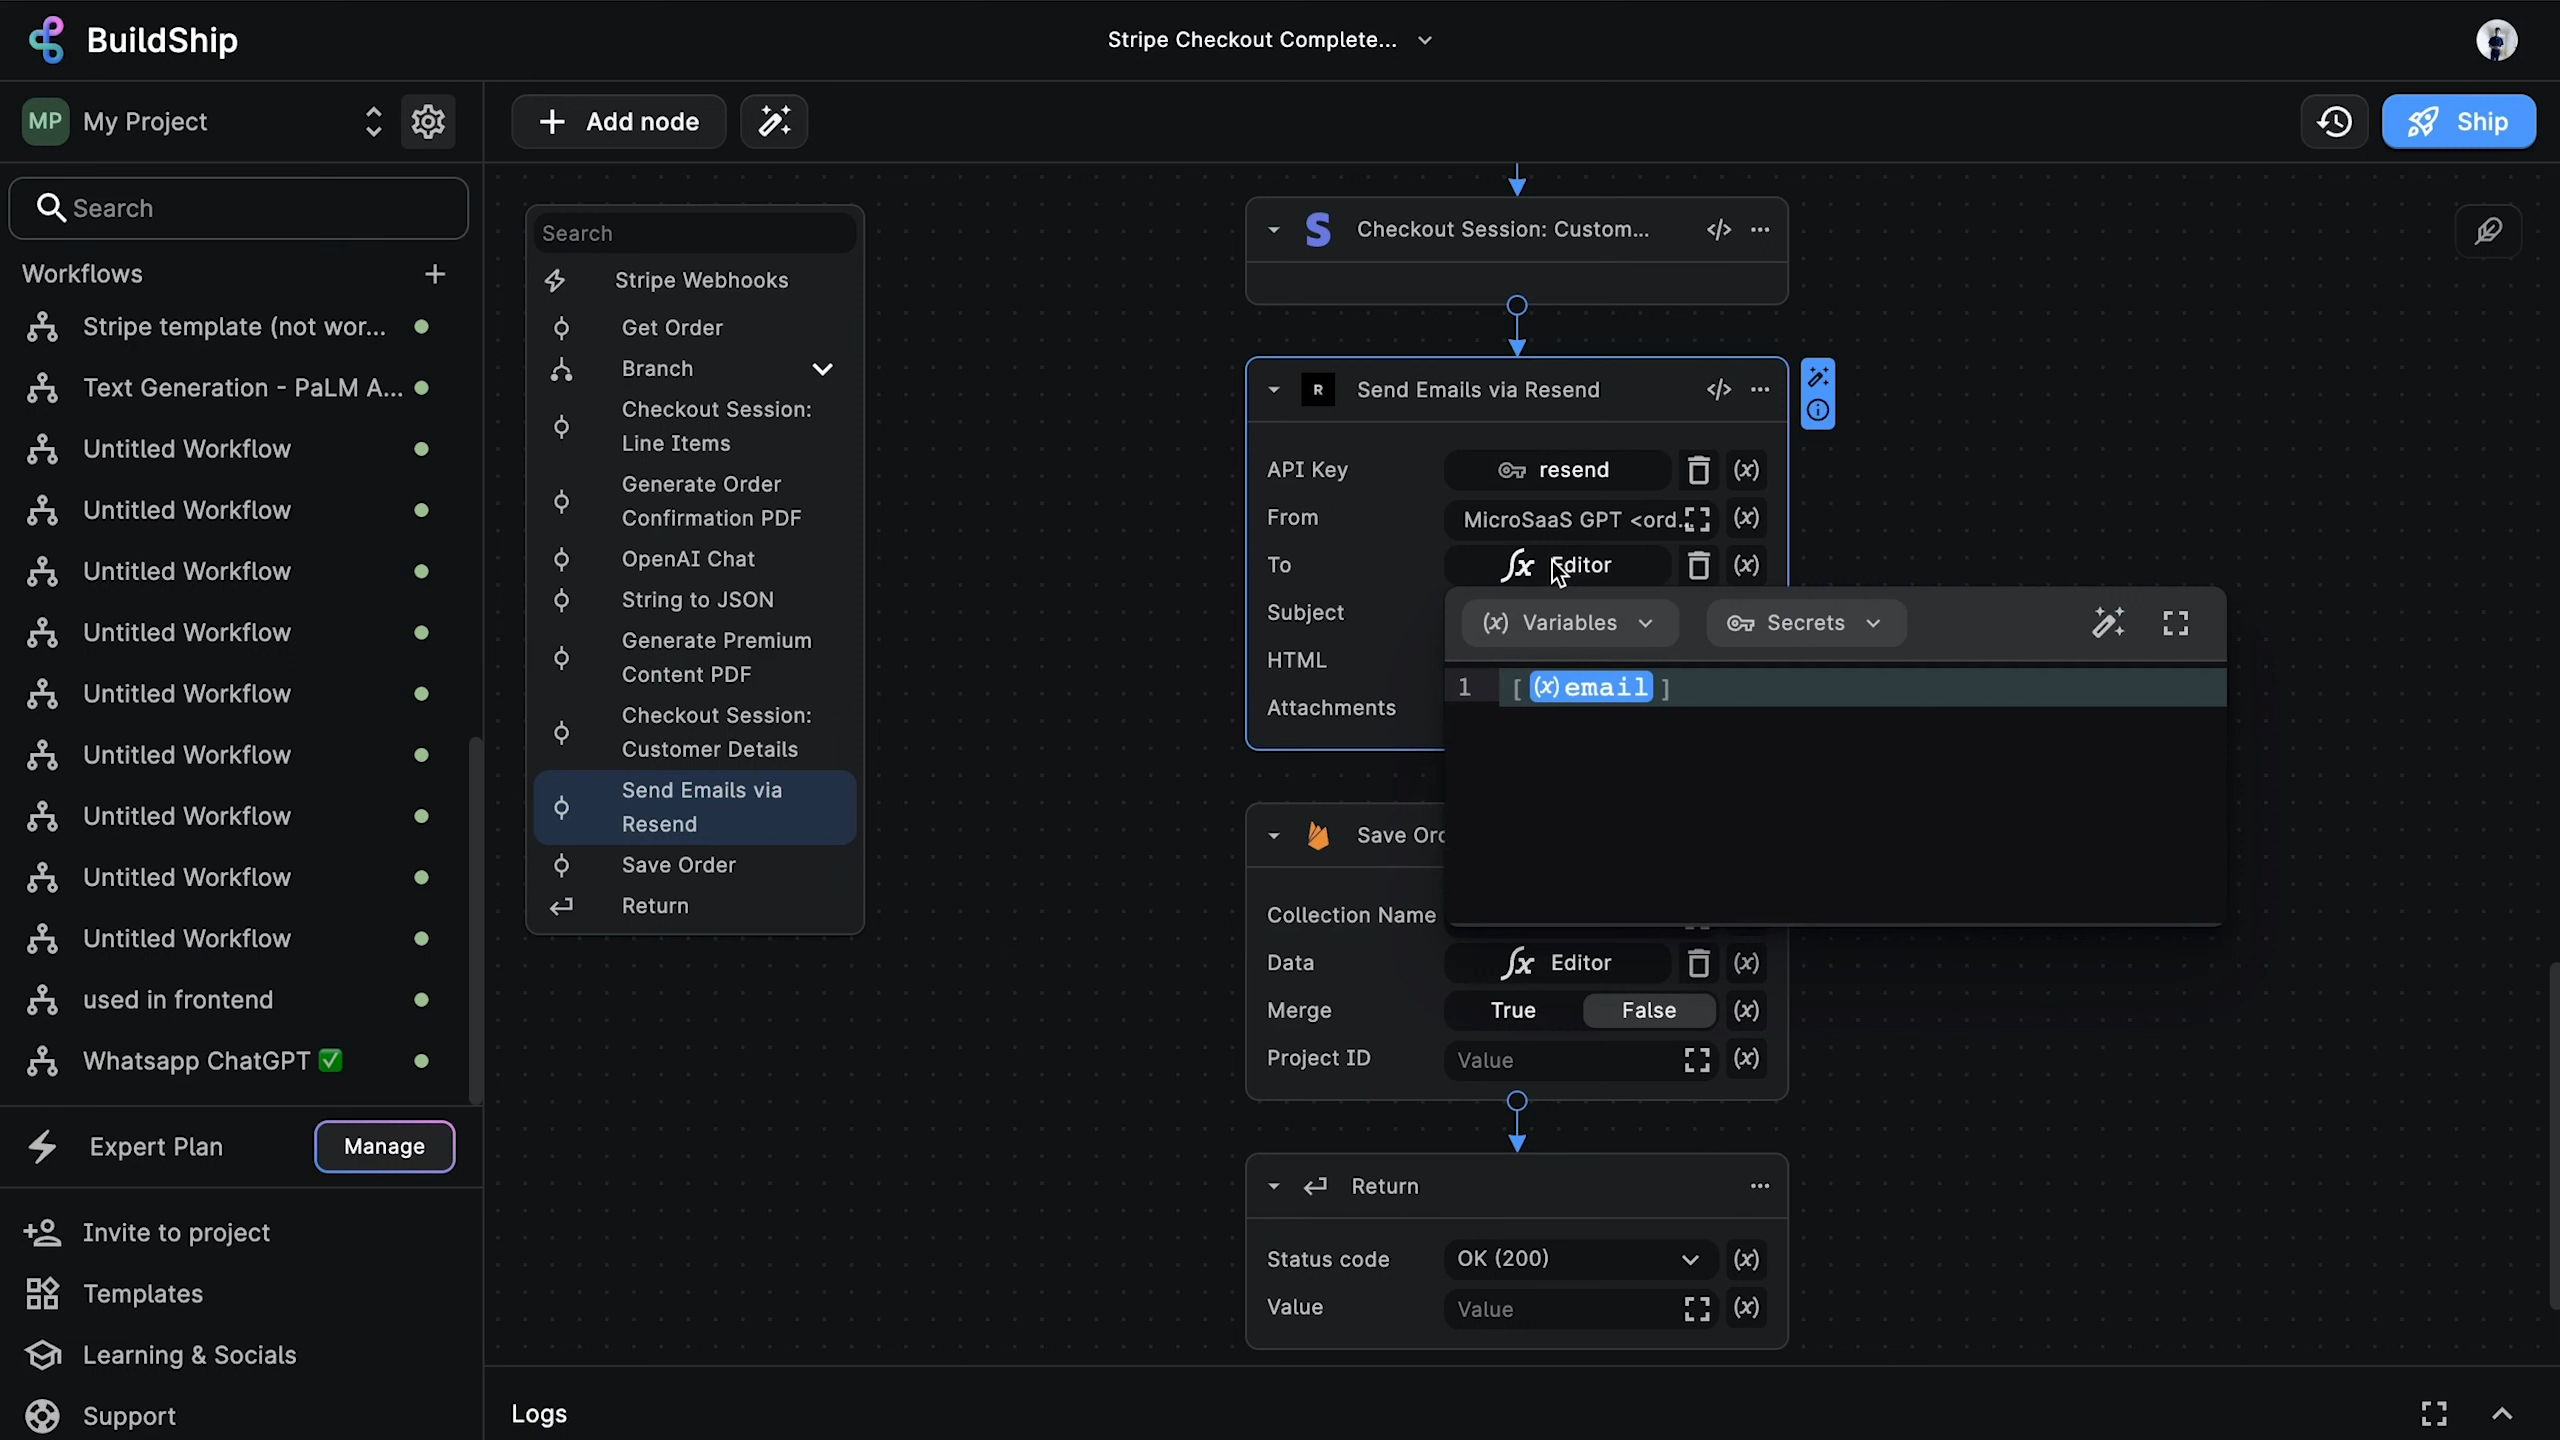 BuildShip
Stripe Checkout Complete...
MP My Project
Add node
Ship
Search
Workflows
Stripe template (not wor...
Text Generation - PaLM A...
Untitled Workflow
Untitled Workflow
Untitled Workflow
Untitled Workflow
Untitled Workflow
Untitled Workflow
Untitled Workflow
Untitled Workflow
Untitled Workflow
used in frontend
Whatsapp ChatGPT ✅
Expert Plan
Manage
Invite to project
Templates
Learning & Socials
Support
Search
Stripe Webhooks
Get Order
Branch
Checkout Session:
Line Items
Generate Order
Confirmation PDF
OpenAI Chat
String to JSON
Generate Premium
Content PDF
Checkout Session:
Customer Details
Send Emails via
Resend
Save Order
Return
Checkout Session: Custom... </>
R Send Emails via Resend </>
API Key resend (x)
From MicroSaaS GPT <ord... (x)
To fx Editor (x)
Subject
HTML
Attachments
(x) Variables Secrets
1 [ (x)email ]
Save Ord
Collection Name
Data fx Editor (x)
Merge True False (x)
Project ID Value (x)
Return
Status code OK (200) (x)
Value Value (x)
Logs